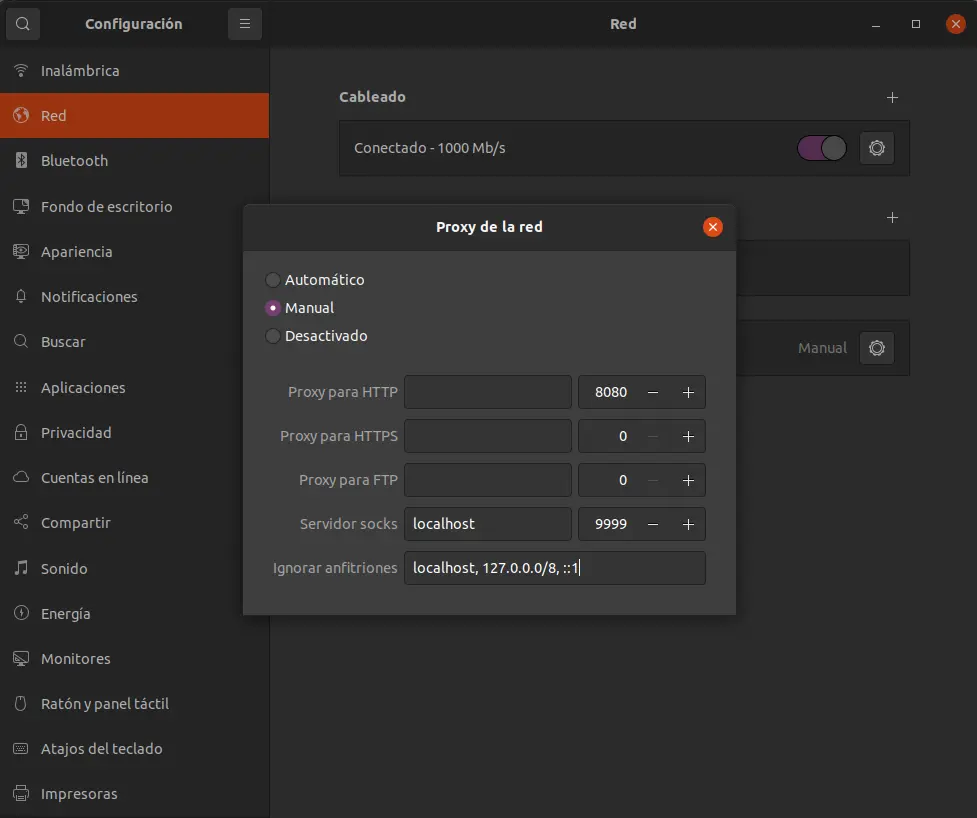 Configuración
Red
Inalámbrica
Red
Bluetooth
Fondo de escritorio
Apariencia
Notificaciones
Buscar
Aplicaciones
Privacidad
Cuentas en línea
Compartir
Sonido
Energía
Monitores
Ratón y panel táctil
Atajos del teclado
Impresoras
Cableado
Conectado - 1000 Mb/s
Manual
Proxy de la red
Automático
Manual
Desactivado
Proxy para HTTP 8080
Proxy para HTTPS 0
Proxy para FTP 0
Servidor socks localhost 9999
Ignorar anfitriones localhost, 127.0.0.0/8, ::1